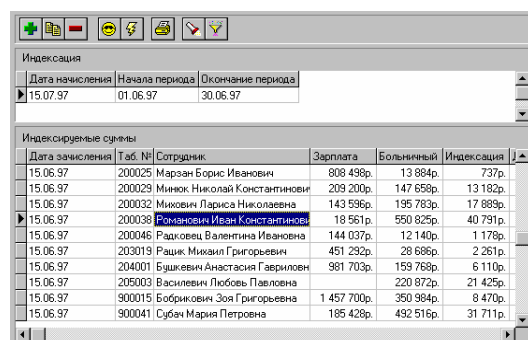 Индексация
Дата начисления Начала периода Окончание периода
15.07.97 01.06.97 30.06.97
Индексируемые суммы
Дата зачисления Таб. № Сотрудник Зарплата Больничный Индексация
15.06.97 200025 Марзан Борис Иванович 808 498р. 13 884р. 737р.
15.06.97 200029 Минюк Николай Константинови 209 200р. 147 658р. 13 182р.
15.06.97 200032 Михович Лариса Николаевна 143 596р. 195 783р. 17 889р.
15.06.97 200038 Романович Иван Константинови 18 561р. 550 825р. 40 791р.
15.06.97 200046 Радковец Валентина Ивановна 144 037р. 12 140р. 1 178р.
15.06.97 203019 Рацик Михаил Григорьевич 451 292р. 28 686р. 2 261р.
15.06.97 204001 Бушкевич Анастасия Гавриловн 981 703р. 159 768р. 6 110р.
15.06.97 205003 Василевич Любовь Павловна 220 872р. 21 425р.
15.06.97 900015 Бобрикович Зоя Григорьевна 1 457 700р. 350 984р. 8 470р.
15.06.97 900041 Субач Мария Петровна 185 428р. 492 516р. 31 711р.